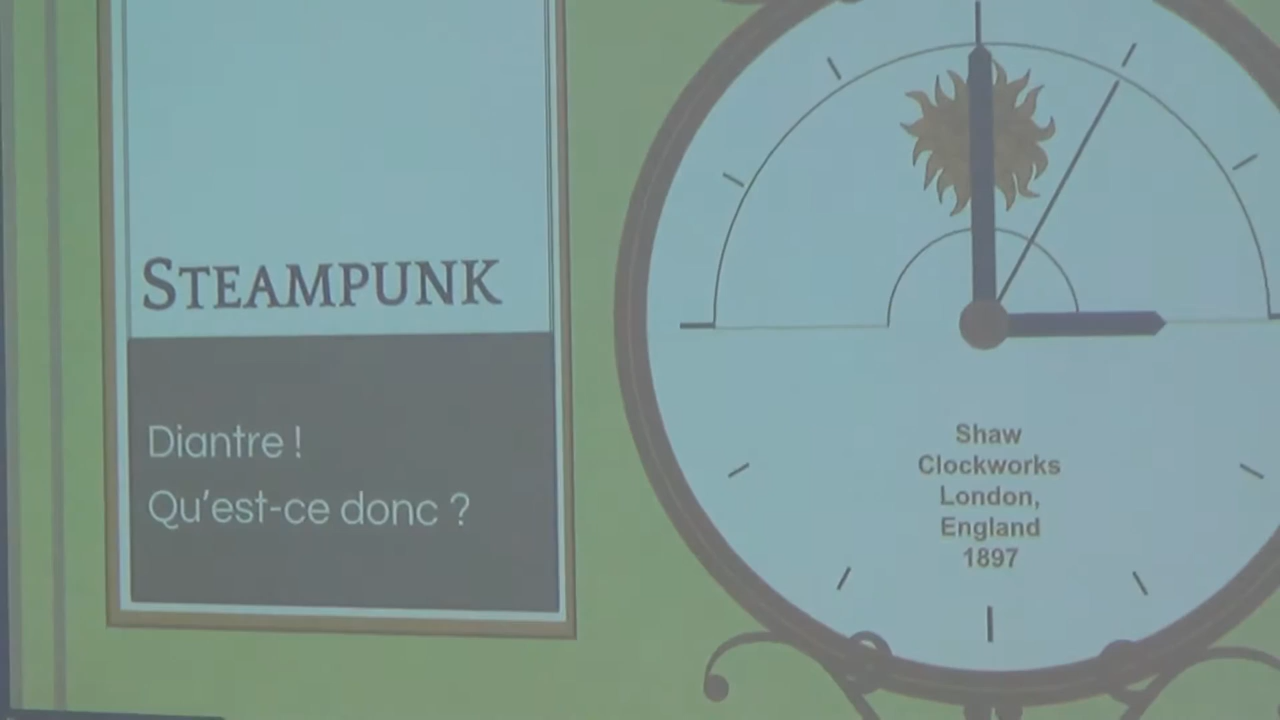 STEAMPUNK
Diantre !
Qu'est-ce donc ?
Shaw
Clockworks
London,
England
1897